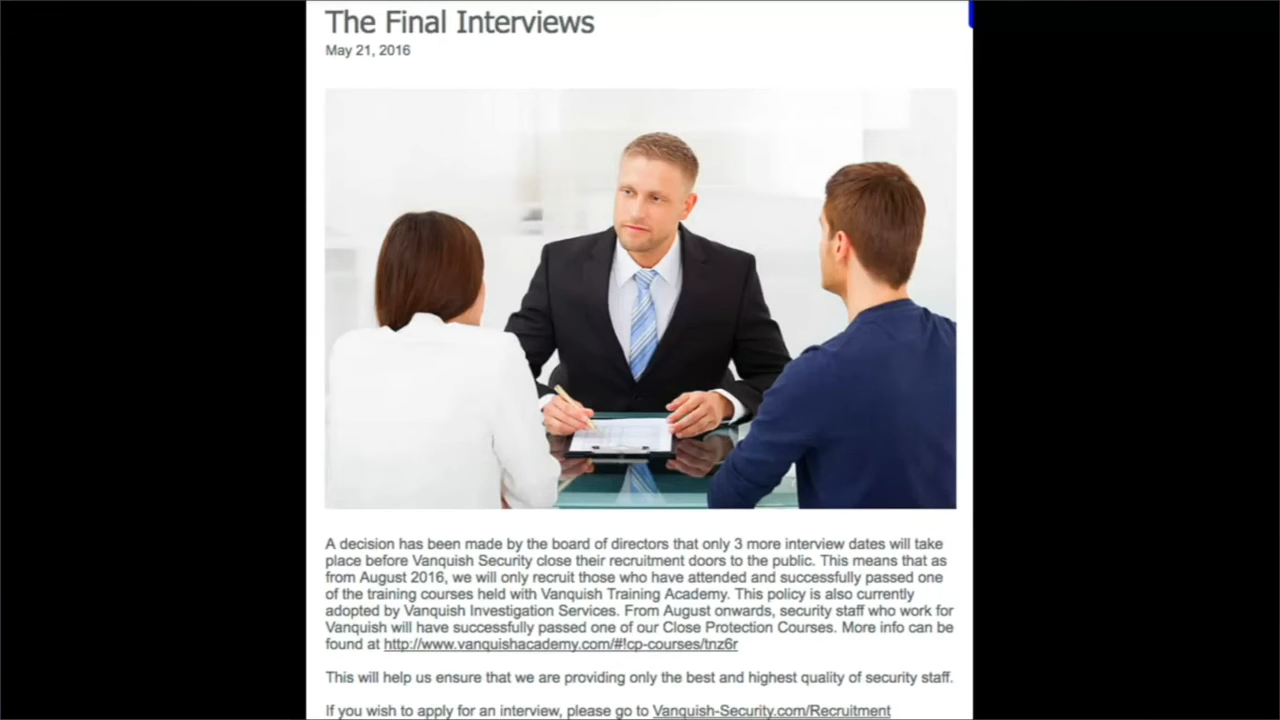 The Final Interviews
May 21, 2016
A decision has been made by the board of directors that only 3 more interview dates will take
place before Vanquish Security close their recruitment doors to the public. This means that as
from August 2016, we will only recruit those who have attended and successfully passed one
of the training courses held with Vanquish Training Academy. This policy is also currently
adopted by Vanquish Investigation Services. From August onwards, security staff who work for
Vanquish will have successfully passed one of our Close Protection Courses. More info can be
found at http://www.vanquishacademy.com/#!cp-courses/tnz6r
This will help us ensure that we are providing only the best and highest quality of security staff.
If you wish to apply for an interview, please go to Vanquish-Security.com/Recruitment